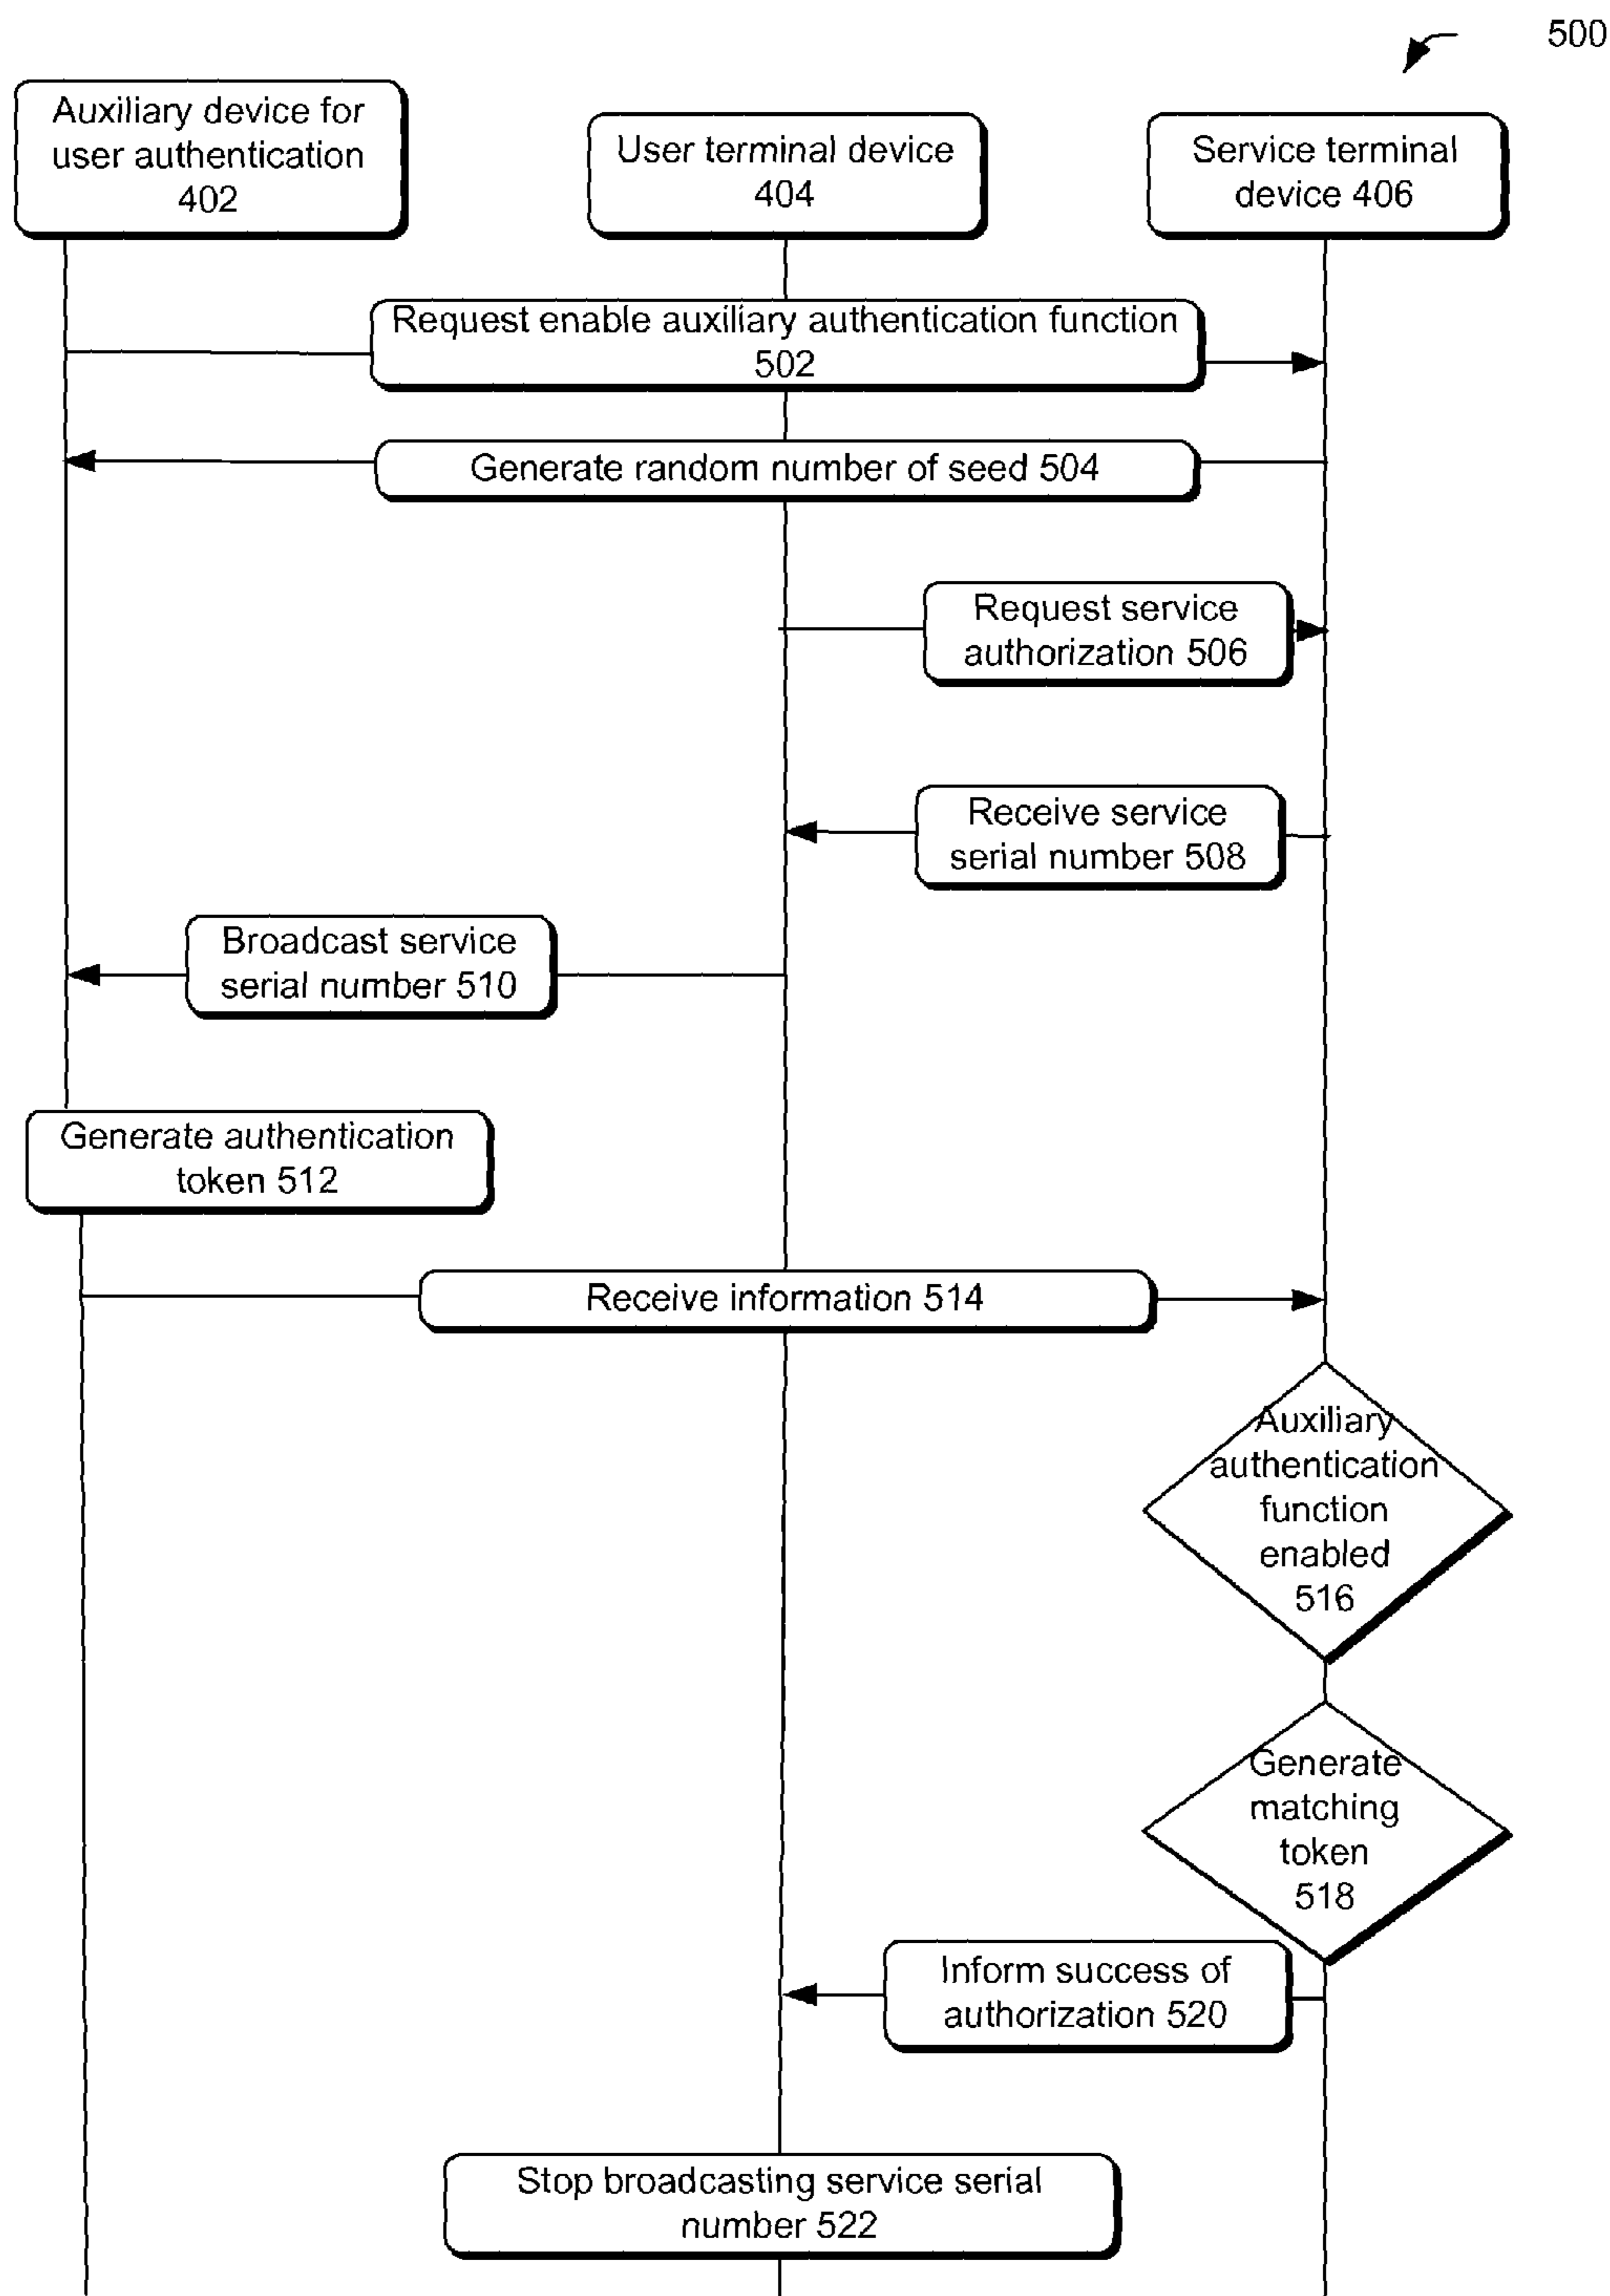 500
Auxiliary device for
user authentication
402
User terminal device
404
Service terminal
device 406
Request enable auxiliary authentication function
502
Generate random number of seed 504
Request service
authorization 506
Receive service
serial number 508
Broadcast service
serial number 510
Generate authentication
token 512
Receive information 514
Auxiliary
authentication
function
enabled
516
Generate
matching
token
518
Inform success of
authorization 520
Stop broadcasting service serial
number 522